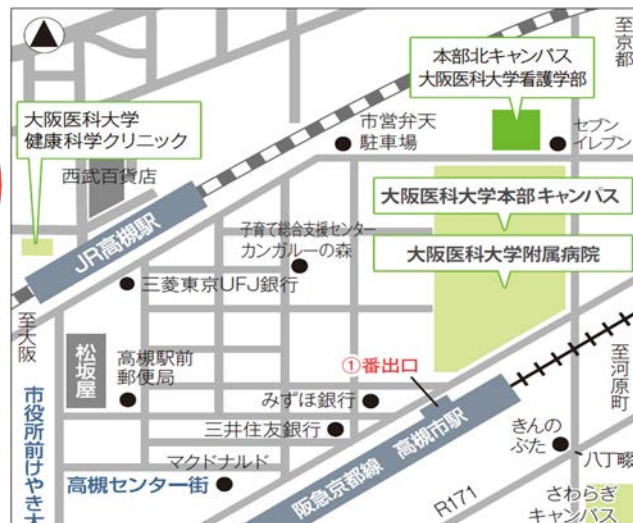 至京都
本部北キャンパス
大阪医科大学看護学部
大阪医科大学
健康科学クリニック
市営弁天
駐車場
セブン
イレブン
西武百貨店
大阪医科大学本部キャンパス
JR高槻駅
子育て総合支援センター
カンガルーの森
大阪医科大学附属病院
三菱東京UFJ銀行
至大阪
松坂屋
高槻駅前
郵便局
①番出口
至河原町
市役所前けやき大
みずほ銀行
三井住友銀行
阪急京都線 高槻市駅
きんの
ぶた
マクドナルド
八丁畷
高槻センター街
R171
さわらぎ
キャンパス